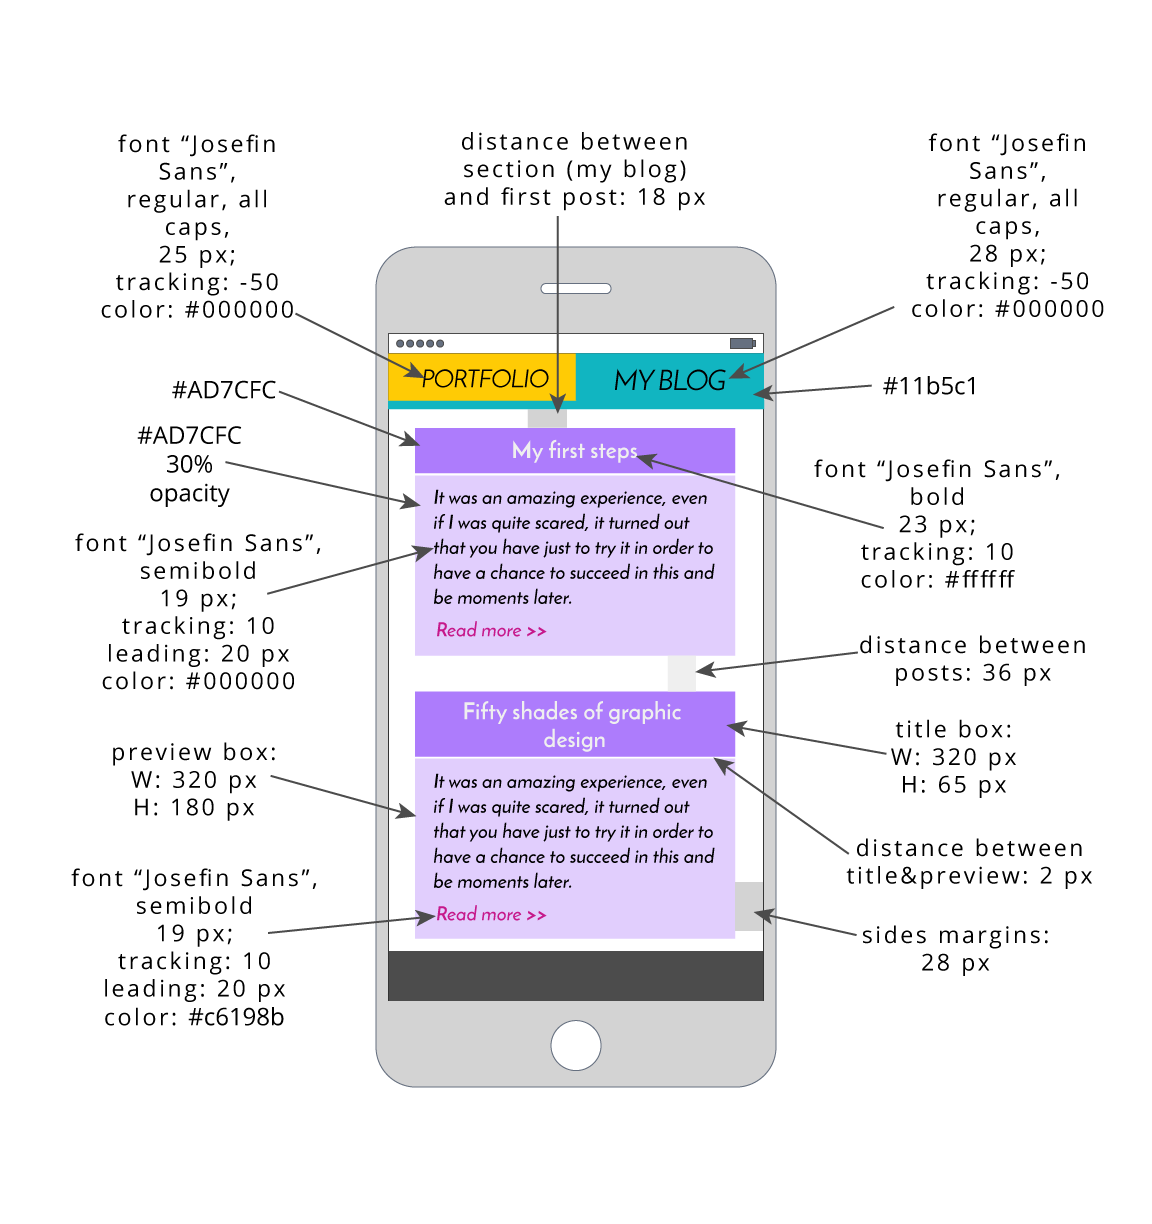 font “Josefin
Sans”,
regular, all
caps,
25 px;
tracking: -50
color: #000000
distance between
section (my blog)
and first post: 18 px
font “Josefin
Sans”,
regular, all
caps,
28 px;
tracking: -50
color: #000000
PORTFOLIO
MY BLOG
#AD7CFC
#11b5c1
#AD7CFC
30%
opacity
My first steps
It was an amazing experience, even
if I was quite scared, it turned out
that you have just to try it in order to
have a chance to succeed in this and
be moments later.
Read more >>
font “Josefin Sans”,
bold
23 px;
tracking: 10
color: #ffffff
font “Josefin Sans”,
semibold
19 px;
tracking: 10
leading: 20 px
color: #000000
distance between
posts: 36 px
Fifty shades of graphic
design
title box:
W: 320 px
H: 65 px
preview box:
W: 320 px
H: 180 px
It was an amazing experience, even
if I was quite scared, it turned out
that you have just to try it in order to
have a chance to succeed in this and
be moments later.
Read more >>
distance between
title&preview: 2 px
font “Josefin Sans”,
semibold
19 px;
tracking: 10
leading: 20 px
color: #c6198b
sides margins:
28 px